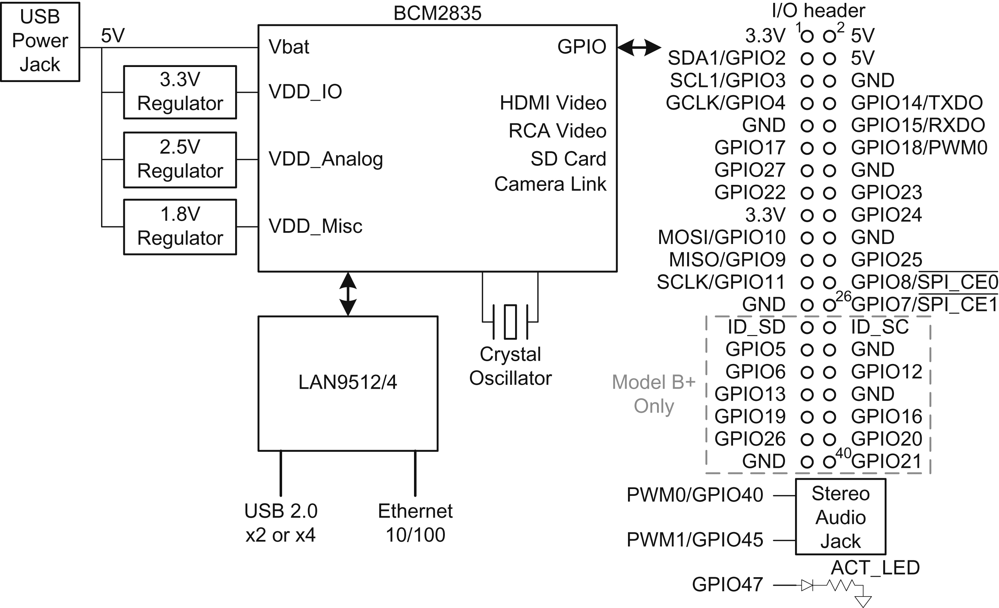 USB
Power
Jack
5V
BCM2835
Vbat
VDD_IO
VDD_Analog
VDD_Misc
3.3V
Regulator
2.5V
Regulator
1.8V
Regulator
GPIO
HDMI Video
RCA Video
SD Card
Camera Link
LAN9512/4
USB 2.0
x2 or x4
Ethernet
10/100
Crystal
Oscillator
I/O header
3.3V 1 2 5V
SDA1/GPIO2 5V
SCL1/GPIO3 GND
GCLK/GPIO4 GPIO14/TXDO
GND GPIO15/RXDO
GPIO17 GPIO18/PWM0
GPIO27 GND
GPIO22 GPIO23
3.3V GPIO24
MOSI/GPIO10 GND
MISO/GPIO9 GPIO25
SCLK/GPIO11 GPIO8/SPI_CE0
GND 26 GPIO7/SPI_CE1
ID_SD ID_SC
GPIO5 GND
GPIO6 GPIO12
GPIO13 GND
GPIO19 GPIO16
GPIO26 GPIO20
GND 40 GPIO21
Model B+
Only
PWM0/GPIO40
PWM1/GPIO45
Stereo
Audio
Jack
ACT_LED
GPIO47